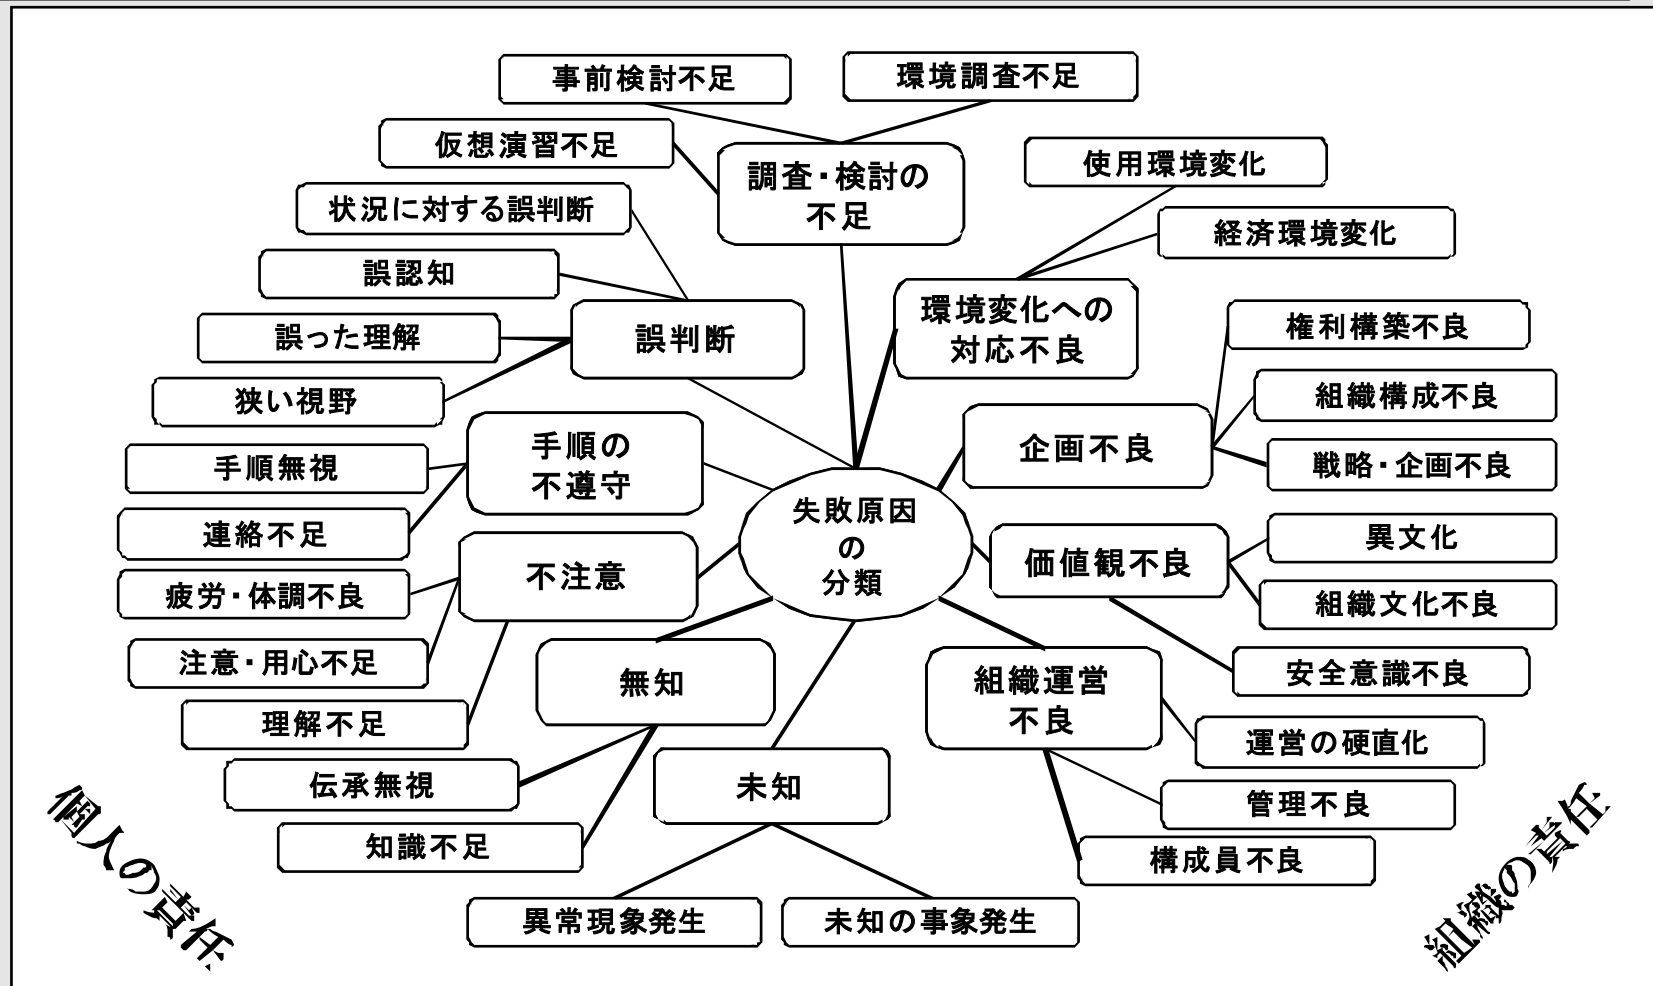 事前検討不足
環境調査不足
仮想演習不足
調査・検討の
不足
使用環境変化
状況に対する誤判断
経済環境変化
誤認知
環境変化への
対応不良
誤った理解
誤判断
権利構築不良
狭い視野
組織構成不良
手順の
不遵守
企画不良
手順無視
戦略・企画不良
失敗原因
の
分類
連絡不足
異文化
不注意
価値観不良
疲労・体調不良
組織文化不良
注意・用心不足
無知
組織運営
不良
安全意識不良
理解不足
運営の硬直化
伝承無視
未知
管理不良
知識不足
構成員不良
異常現象発生
未知の事象発生
個人の責任
組織の責任